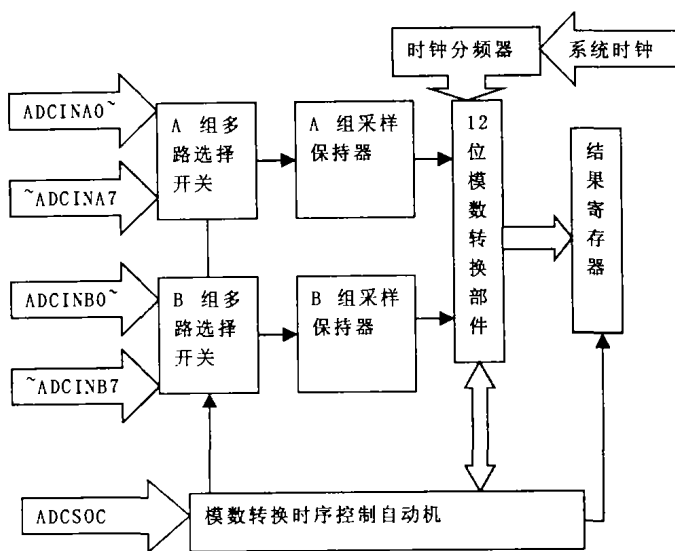 时钟分频器
系统时钟
ADCINA0~
~ADCINA7
A 组多
路选择
开关
A 组采样
保持器
12
位
模
数
转
换
部
件
结
果
寄
存
器
ADCINB0~
~ADCINB7
B 组多
路选择
开关
B 组采样
保持器
ADCSOC
模数转换时序控制自动机